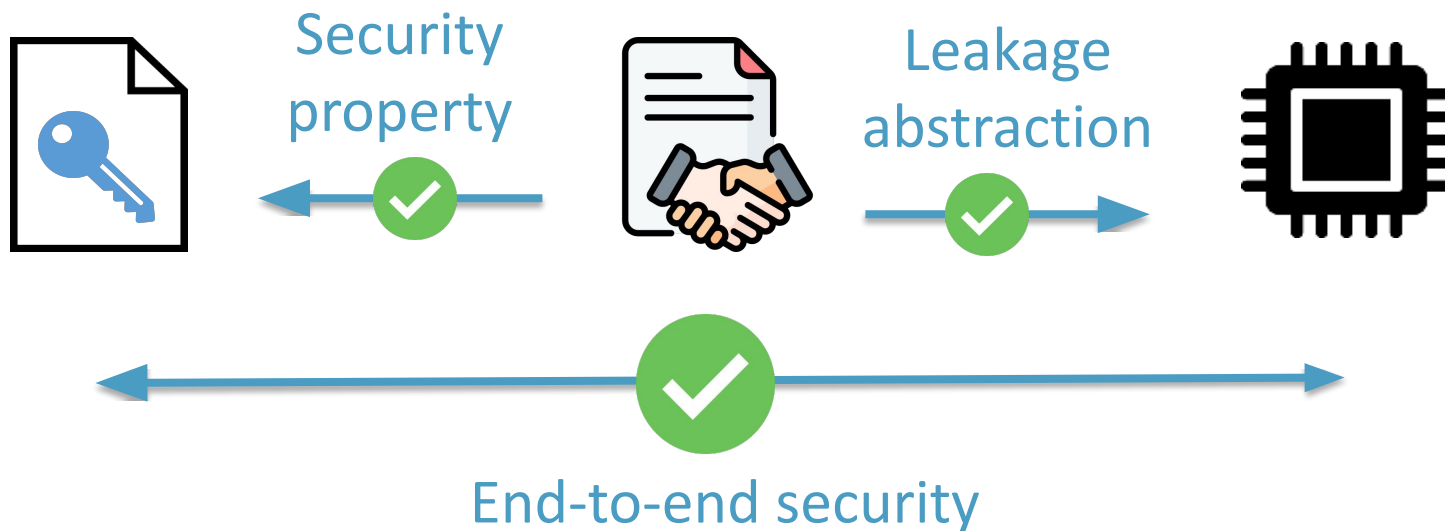 Security
property
Leakage
abstraction
End-to-end security